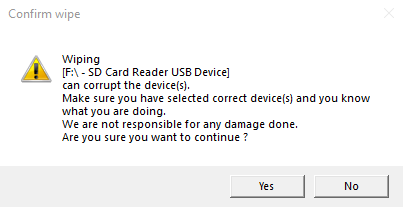 Confirm wipe
Wiping
[F:\ - SD Card Reader USB Device]
can corrupt the device(s).
Make sure you have selected correct device(s) and you know
what you are doing.
We are not responsible for any damage done.
Are you sure you want to continue ?
Yes
No